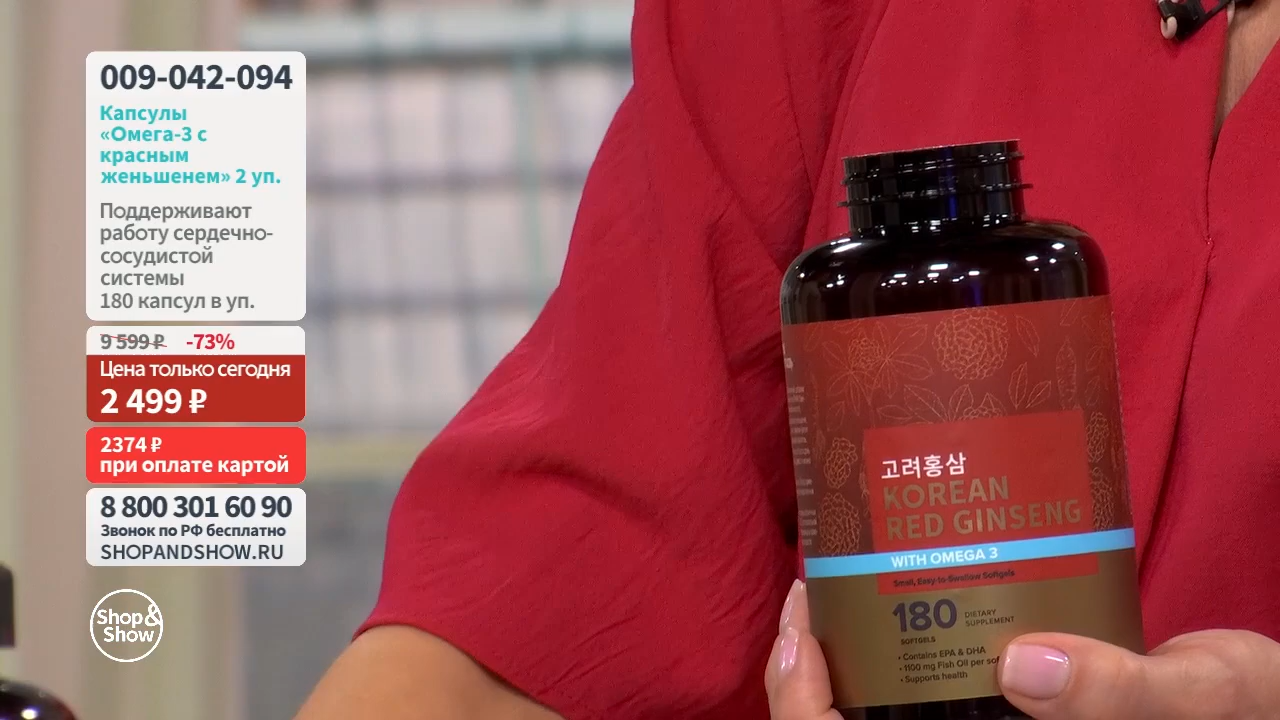 009-042-094
Капсулы
«Омега-3 с
красным
женьшенем» 2 уп.
Поддерживают
работу сердечно-
сосудистой
системы
180 капсул в уп.
9 599 ₽ -73%
Цена только сегодня
2 499 ₽
2374 ₽
при оплате картой
8 800 301 60 90
Звонок по РФ бесплатно
SHOPANDSHOW.RU
Shop&
Show
고려홍삼
KOREAN
RED GINSENG
WITH OMEGA 3
Small, Easy-to-Swallow Softgels
180 DIETARY
SUPPLEMENT
SOFTGELS
• Contains EPA & DHA
• 1100 mg Fish Oil per
• Supports health